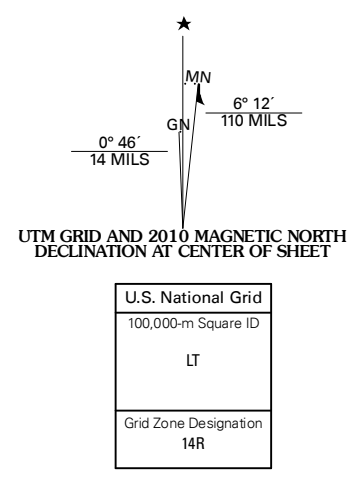 MN
GN
6° 12´
110 MILS
0° 46´
14 MILS
UTM GRID AND 2010 MAGNETIC NORTH
DECLINATION AT CENTER OF SHEET
U.S. National Grid
100,000-m Square ID
LT
Grid Zone Designation
14R